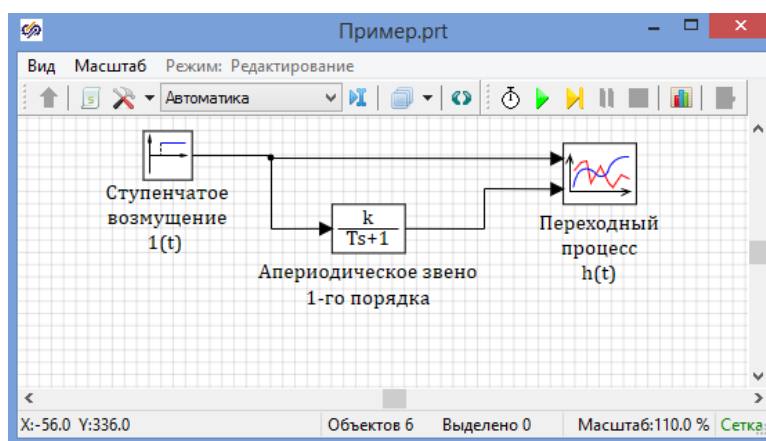 Пример.prt
Вид Масштаб Режим: Редактирование
Автоматика
Ступенчатое
возмущение
1(t)
k
Ts+1
Апериодическое звено
1-го порядка
Переходный
процесс
h(t)
X:-56.0 Y:336.0 Объектов 6 Выделено 0 Масштаб:110.0 % Сетка: